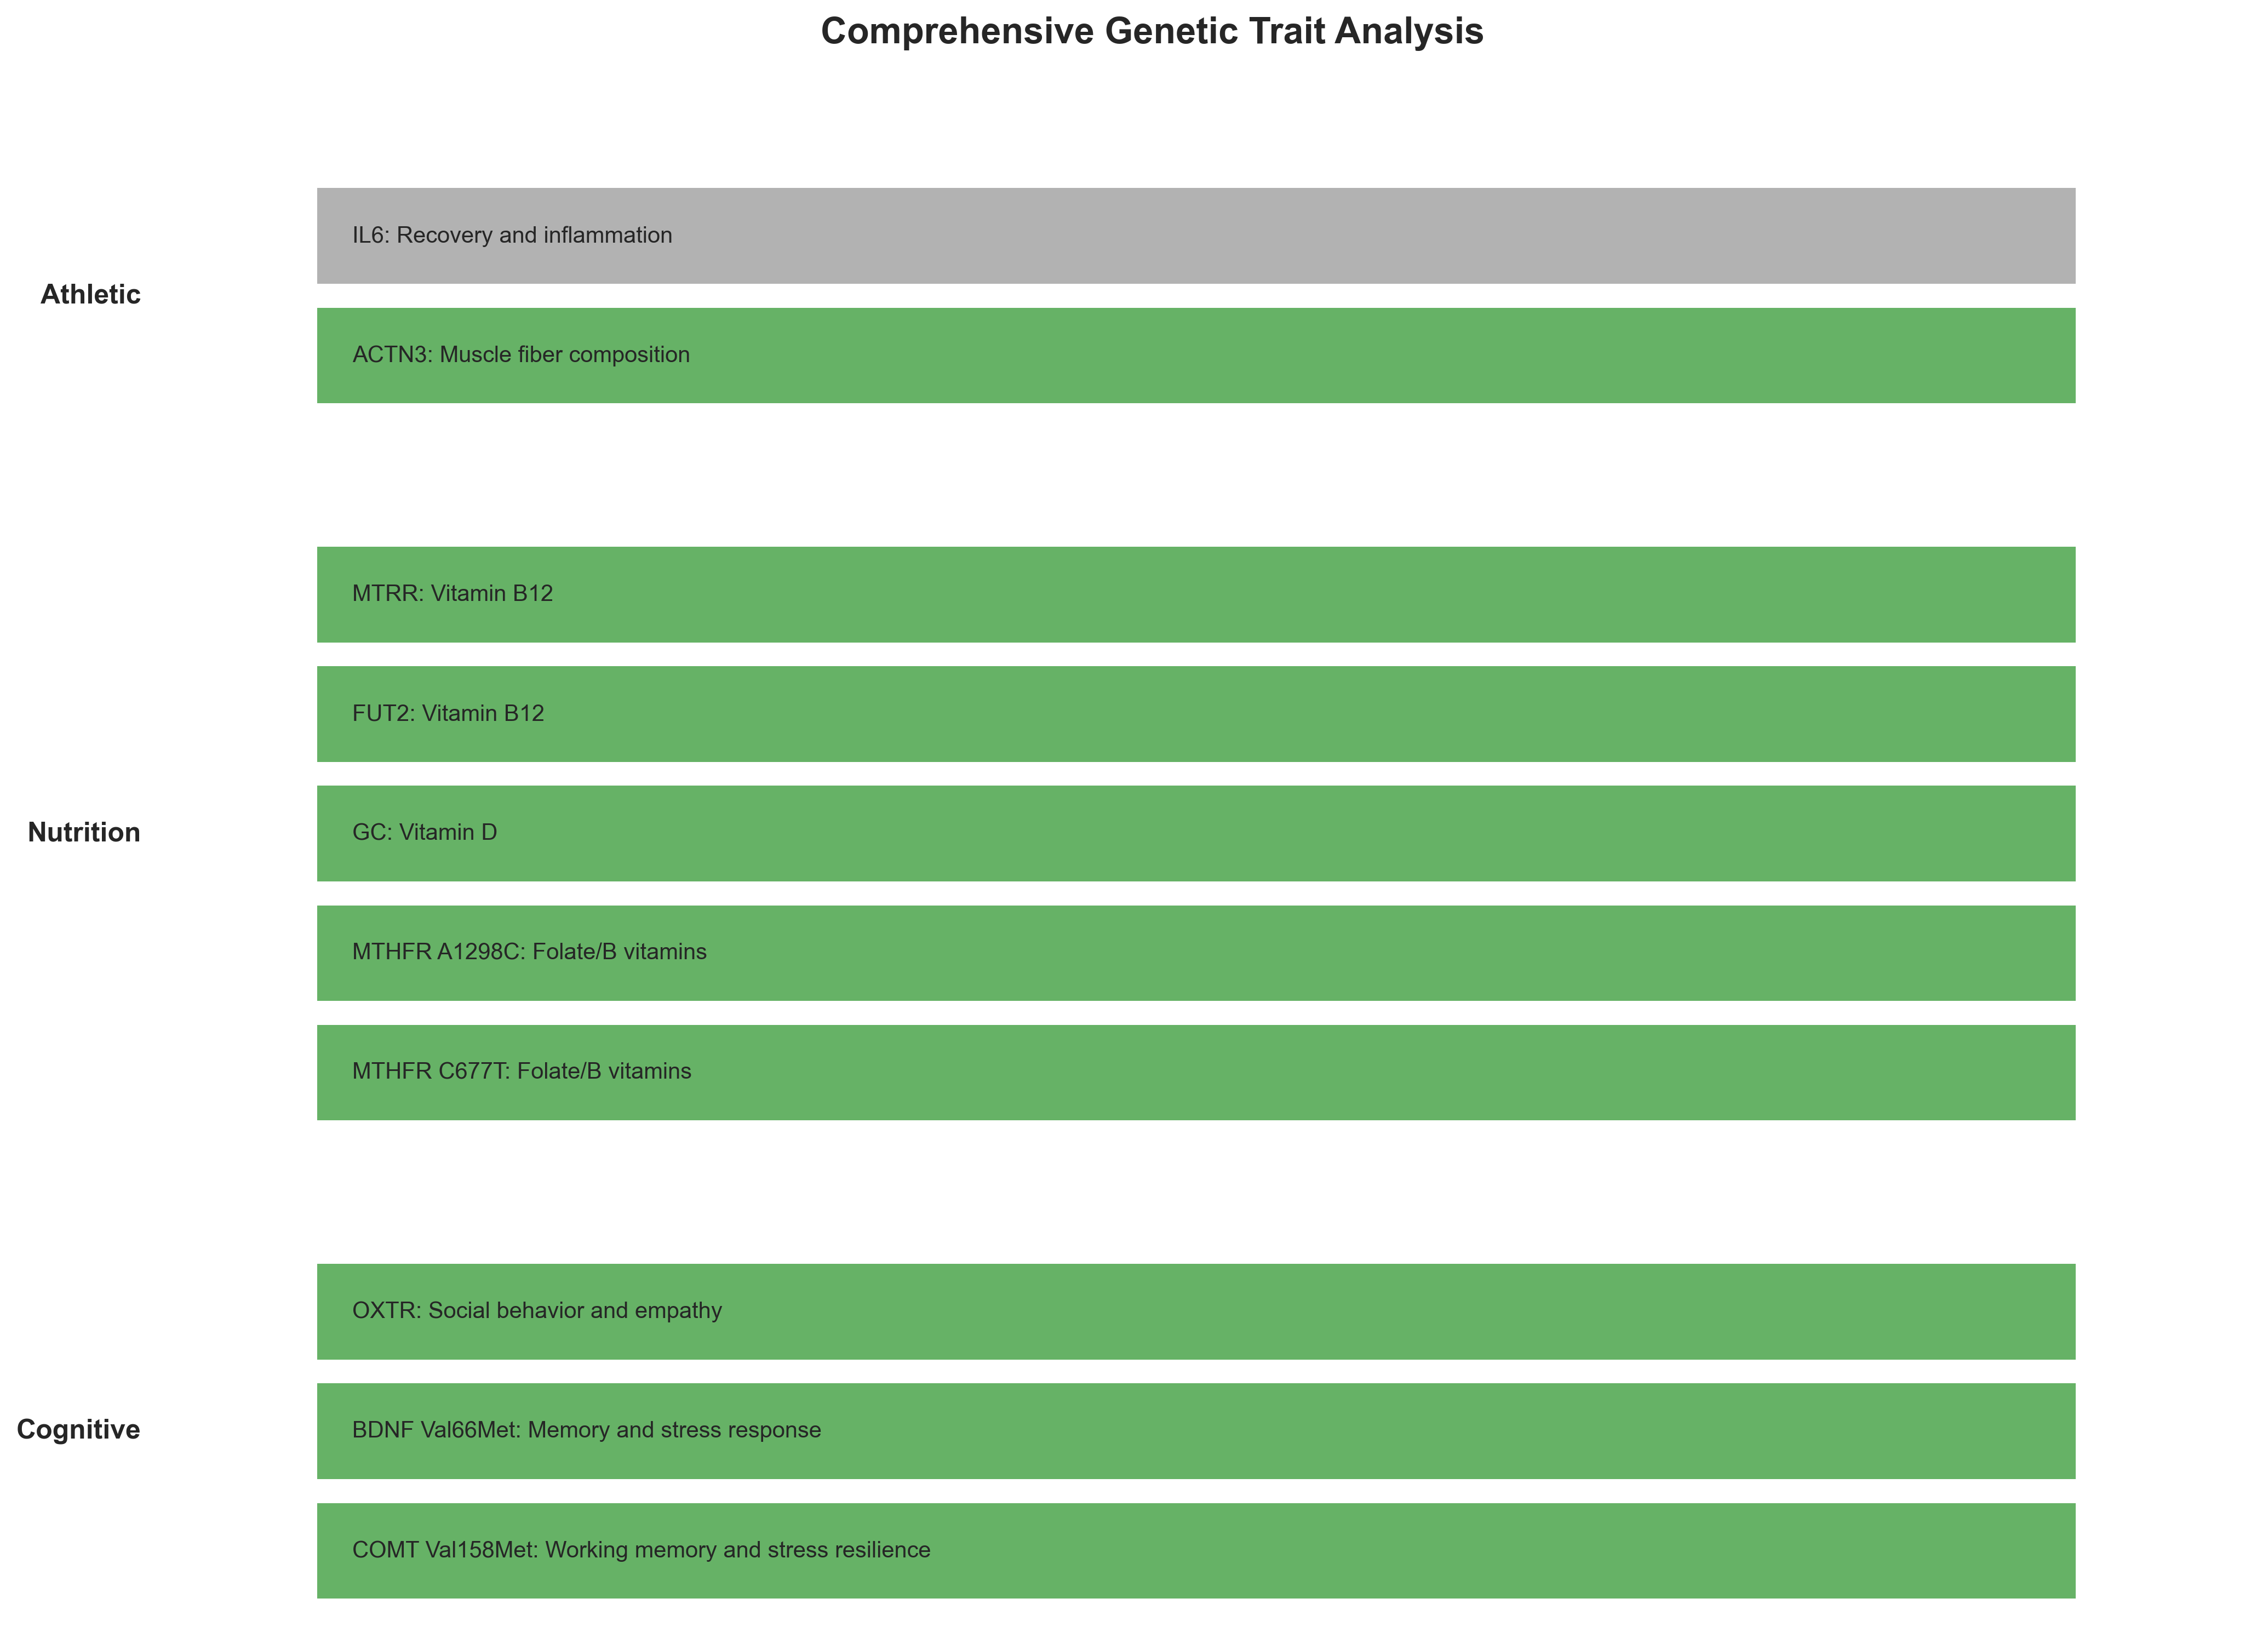 Comprehensive Genetic Trait Analysis
Athletic
IL6: Recovery and inflammation
ACTN3: Muscle fiber composition
Nutrition
MTRR: Vitamin B12
FUT2: Vitamin B12
GC: Vitamin D
MTHFR A1298C: Folate/B vitamins
MTHFR C677T: Folate/B vitamins
Cognitive
OXTR: Social behavior and empathy
BDNF Val66Met: Memory and stress response
COMT Val158Met: Working memory and stress resilience